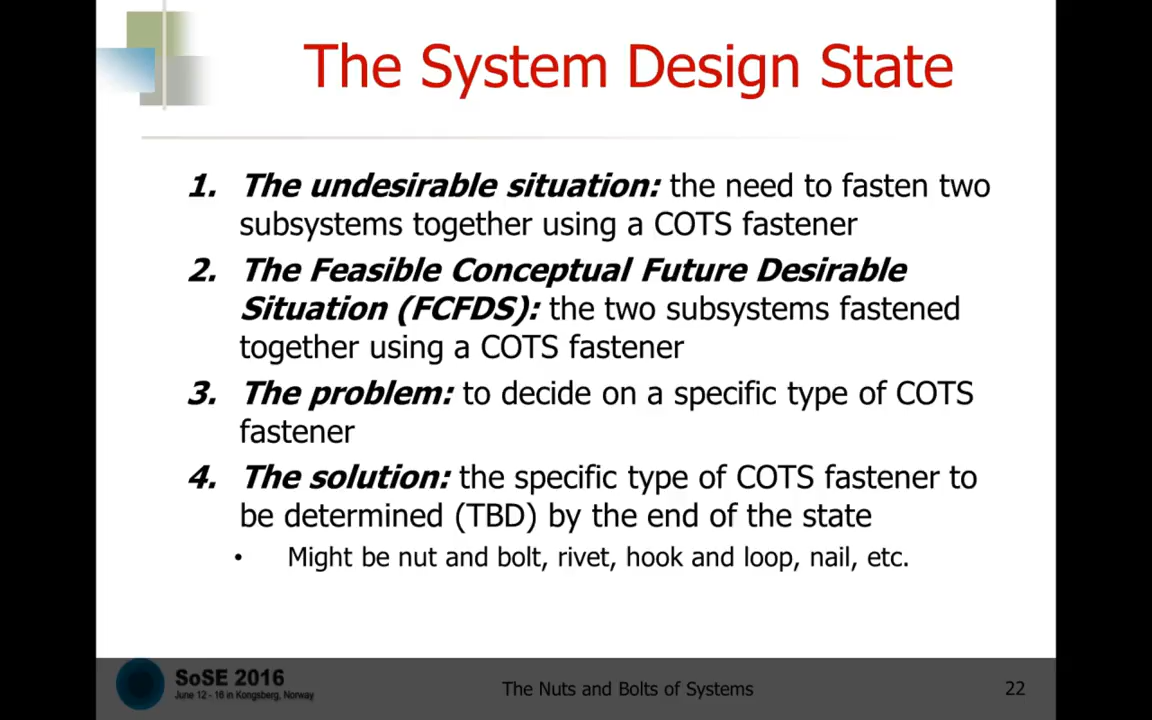 The System Design State
1. The undesirable situation: the need to fasten two
subsystems together using a COTS fastener
2. The Feasible Conceptual Future Desirable
Situation (FCFDS): the two subsystems fastened
together using a COTS fastener
3. The problem: to decide on a specific type of COTS
fastener
4. The solution: the specific type of COTS fastener to
be determined (TBD) by the end of the state
• Might be nut and bolt, rivet, hook and loop, nail, etc.
SoSE 2016
June 12 - 16 in Kongsberg, Norway
The Nuts and Bolts of Systems
22